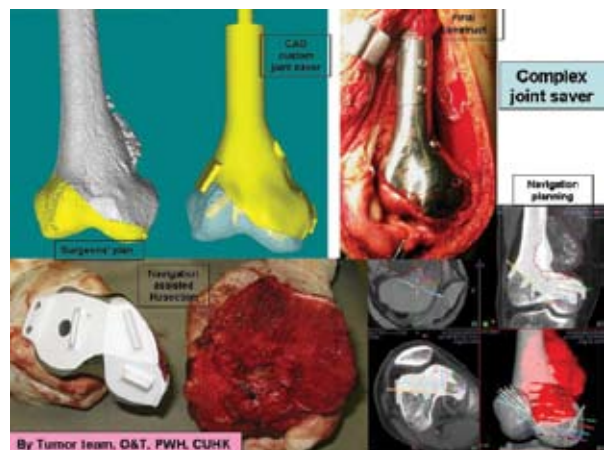 CAD
custom
joint saver
Final
construct
Complex
joint saver
Navigation
planning
Surgeons' plan
Navigation
assisted
Resection
By Tumor team, O&T, PWH, CUHK